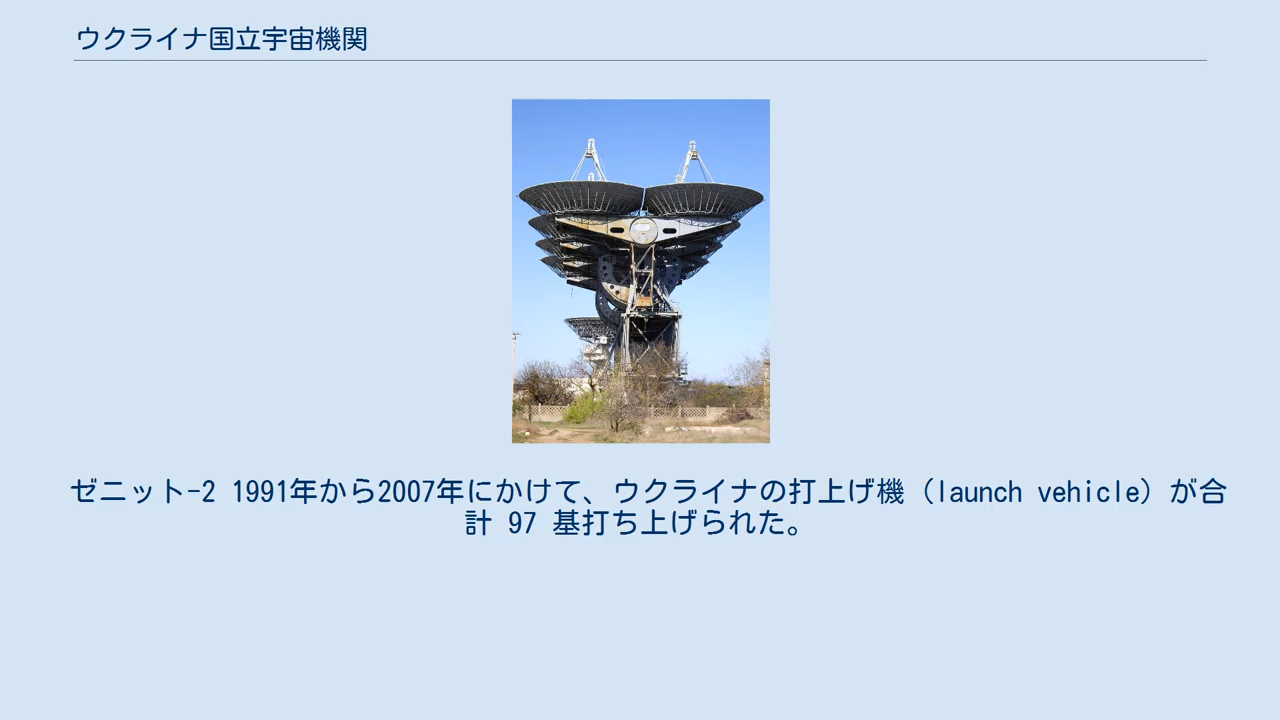 ウクライナ国立宇宙機関
ゼニット-2 1991年から2007年にかけて、ウクライナの打上げ機（launch vehicle）が合
計 97 基打ち上げられた。